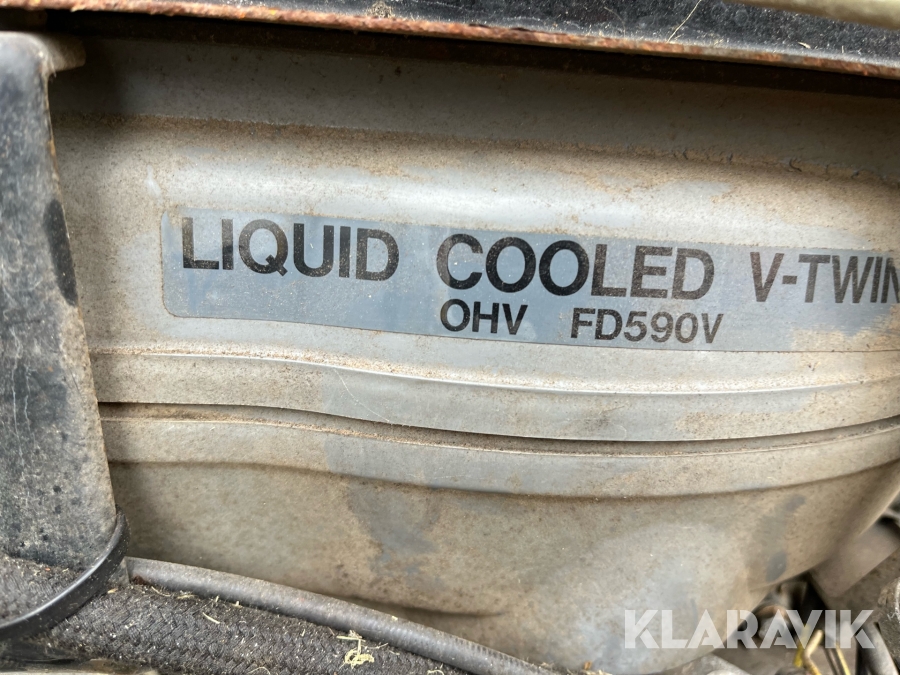 LIQUID COOLED V-TWIN
OHV FD590V
KLARAVIK